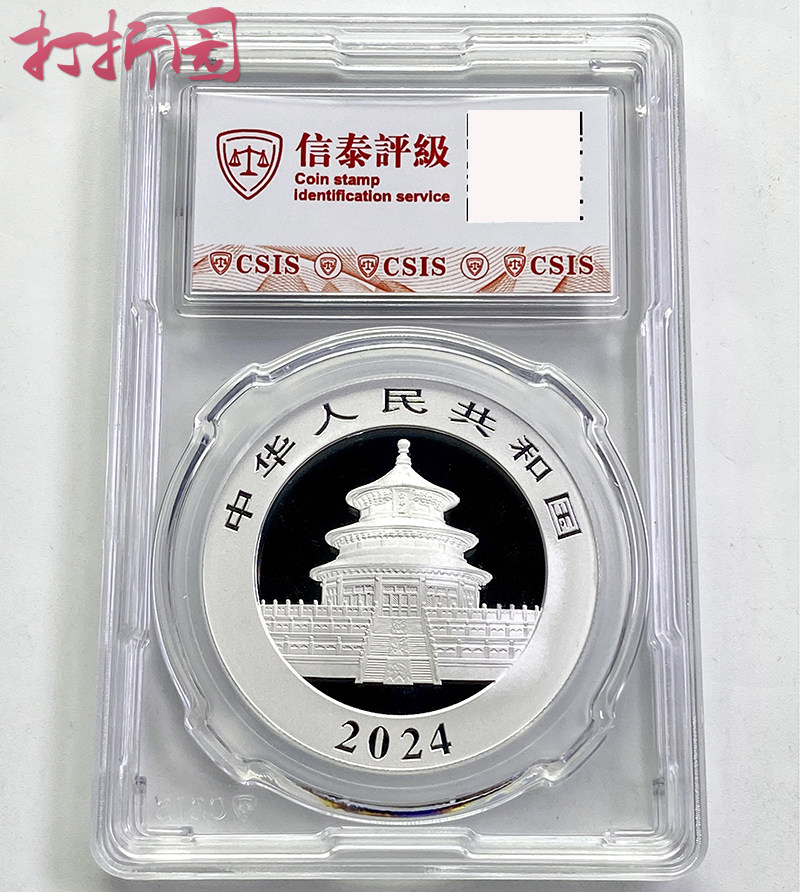 打折园
信泰評級
Coin stamp
identification service
CSIS CSIS CSIS
中华人民共和国
2024
CSIS